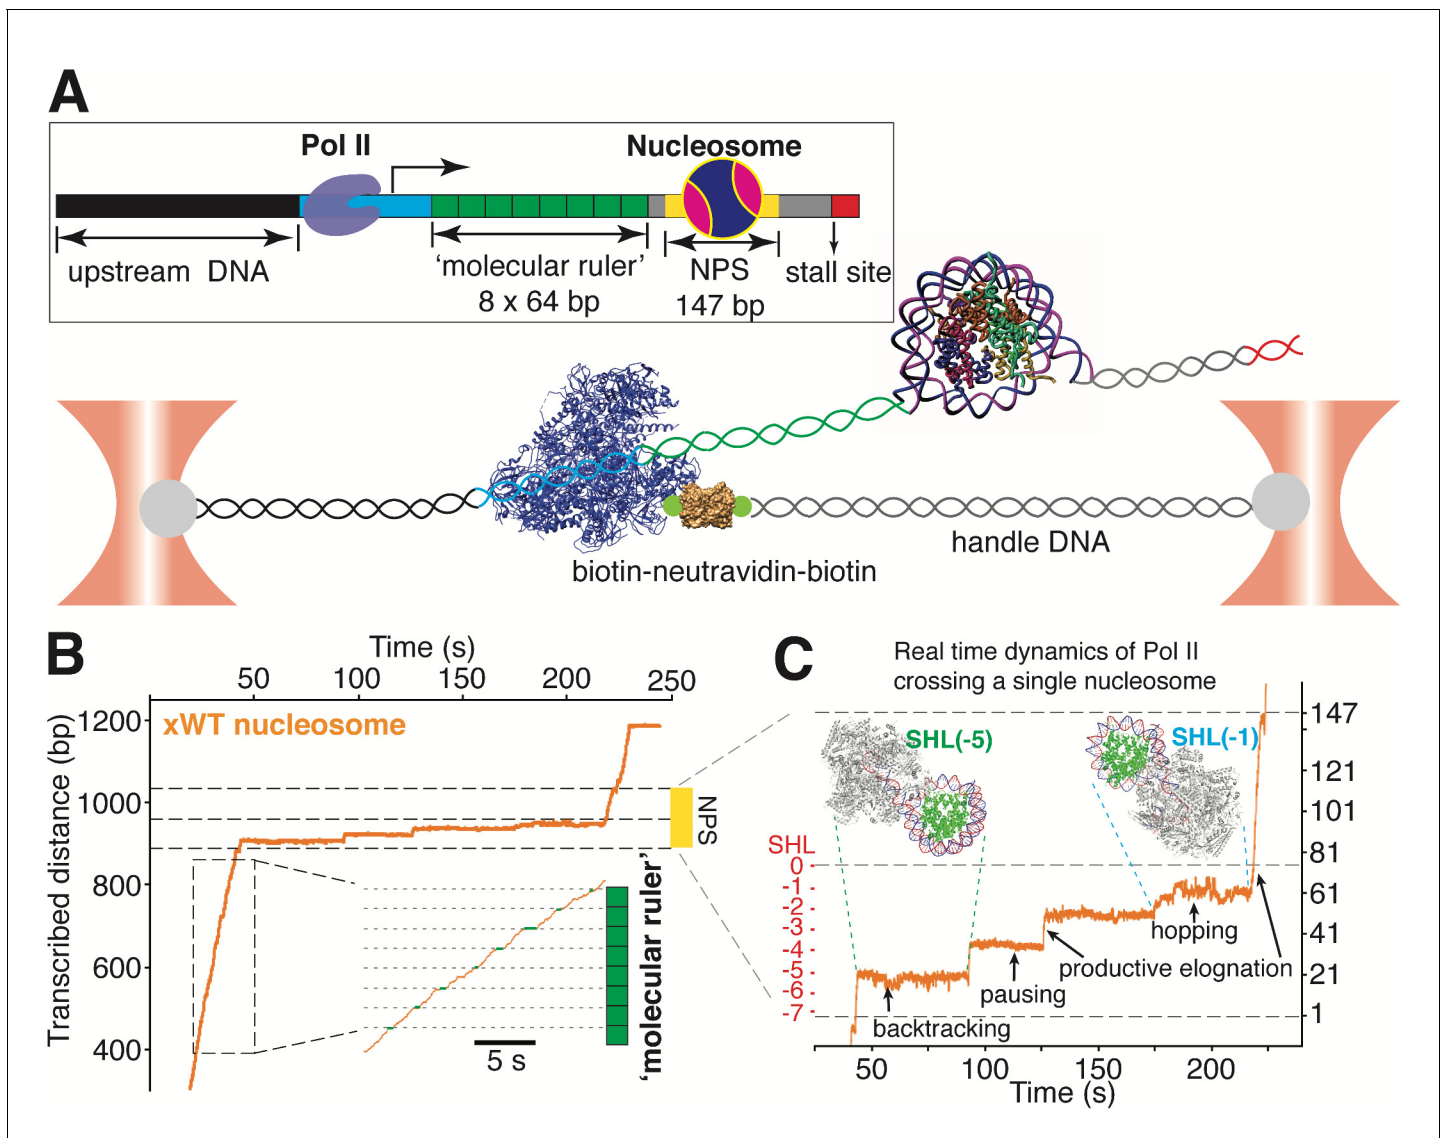 A
Pol II
Nucleosome
upstream DNA
‘molecular ruler’
8 x 64 bp
NPS
147 bp
stall site
handle DNA
biotin-neutravidin-biotin
B
Time (s)
50 100 150 200 250
Transcribed distance (bp)
1200
1000
800
600
400
xWT nucleosome
NPS
‘molecular ruler’
5 s
C
Real time dynamics of Pol II
crossing a single nucleosome
SHL(-5)
SHL(-1)
SHL
0
-1
-2
-3
-4
-5
-6
-7
147
121
101
81
61
41
21
1
hopping
productive elognation
pausing
backtracking
50 100 150 200
Time (s)